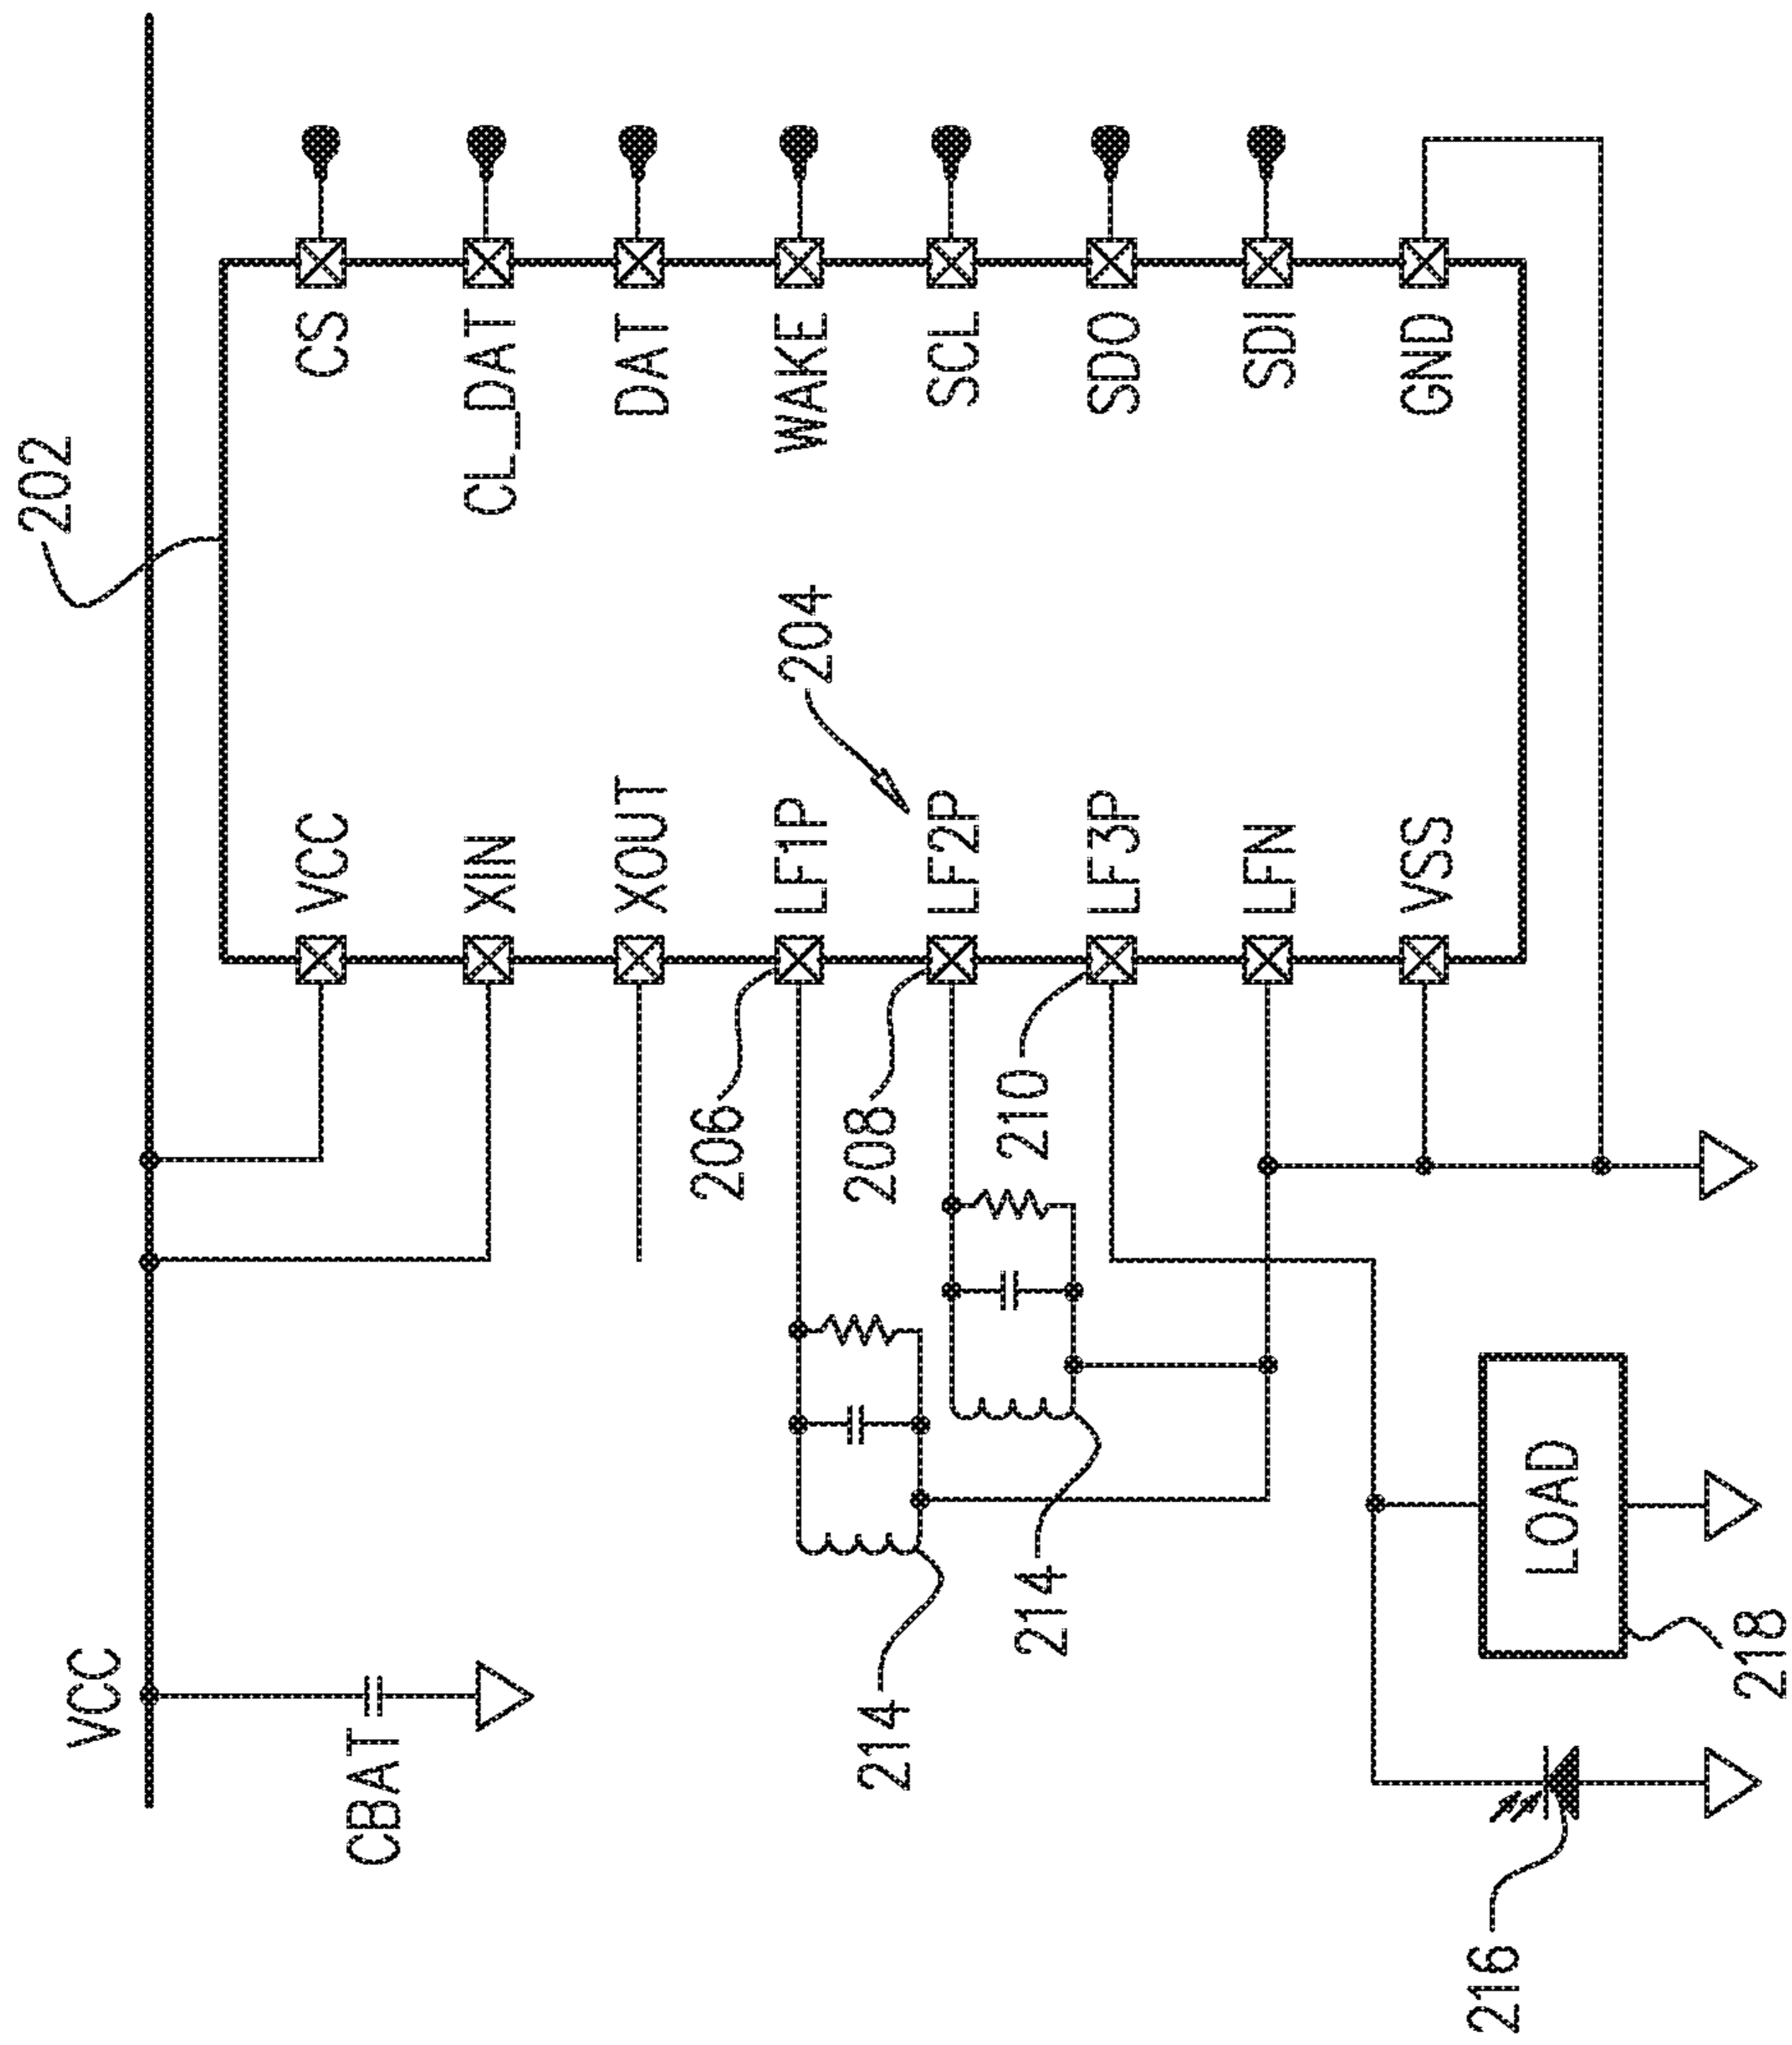 202
VCC
CBAT
VCC
XIN
XOUT
LF1P
LF2P
LF3P
LFN
VSS
CS
CL_DAT
DAT
WAKE
SCL
SDO
SDI
GND
204
206
208
210
214
214
LOAD
216
218